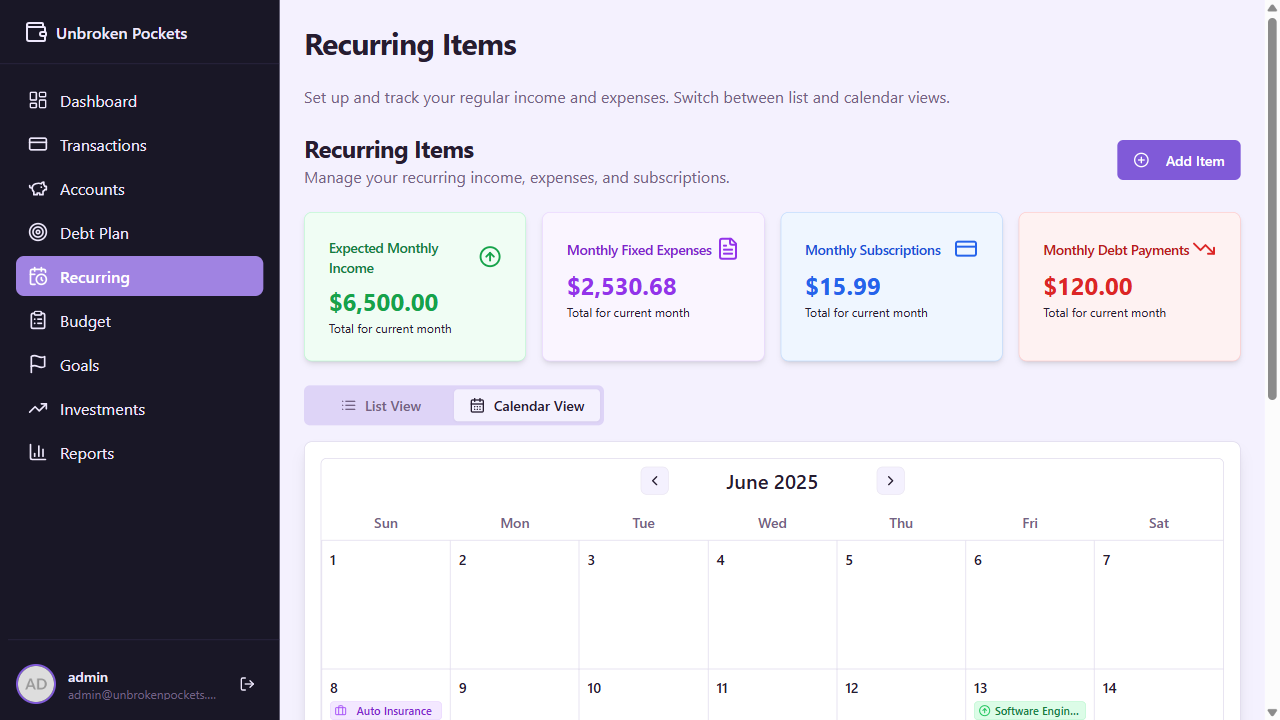 Unbroken Pockets
Dashboard
Transactions
Accounts
Debt Plan
Recurring
Budget
Goals
Investments
Reports
AD
admin
admin@unbrokenpockets....
Recurring Items
Set up and track your regular income and expenses. Switch between list and calendar views.
Recurring Items
Manage your recurring income, expenses, and subscriptions.
Add Item
Expected Monthly
Income
$6,500.00
Total for current month
Monthly Fixed Expenses
$2,530.68
Total for current month
Monthly Subscriptions
$15.99
Total for current month
Monthly Debt Payments
$120.00
Total for current month
List View
Calendar View
June 2025
Sun Mon Tue Wed Thu Fri Sat
1 2 3 4 5 6 7
8 9 10 11 12 13 14
Auto Insurance
Software Engin...